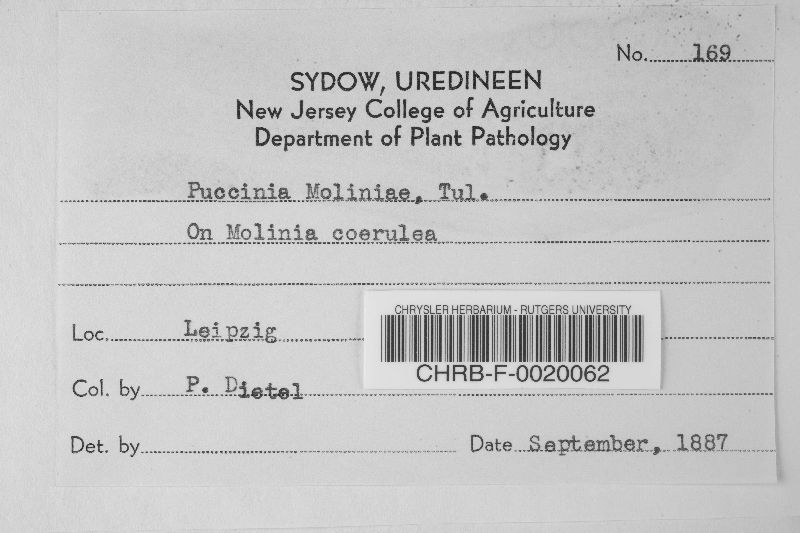 No. 169
SYDOW, UREDINEEN
New Jersey College of Agriculture
Department of Plant Pathology
Puccinia Moliniae, Tul.
On Molinia coerulea
Loc. Leipzig
CHRYSLER HERBARIUM - RUTGERS UNIVERSITY
CHRB-F-0020062
Col. by P. Dietel
Det. by
Date September, 1887